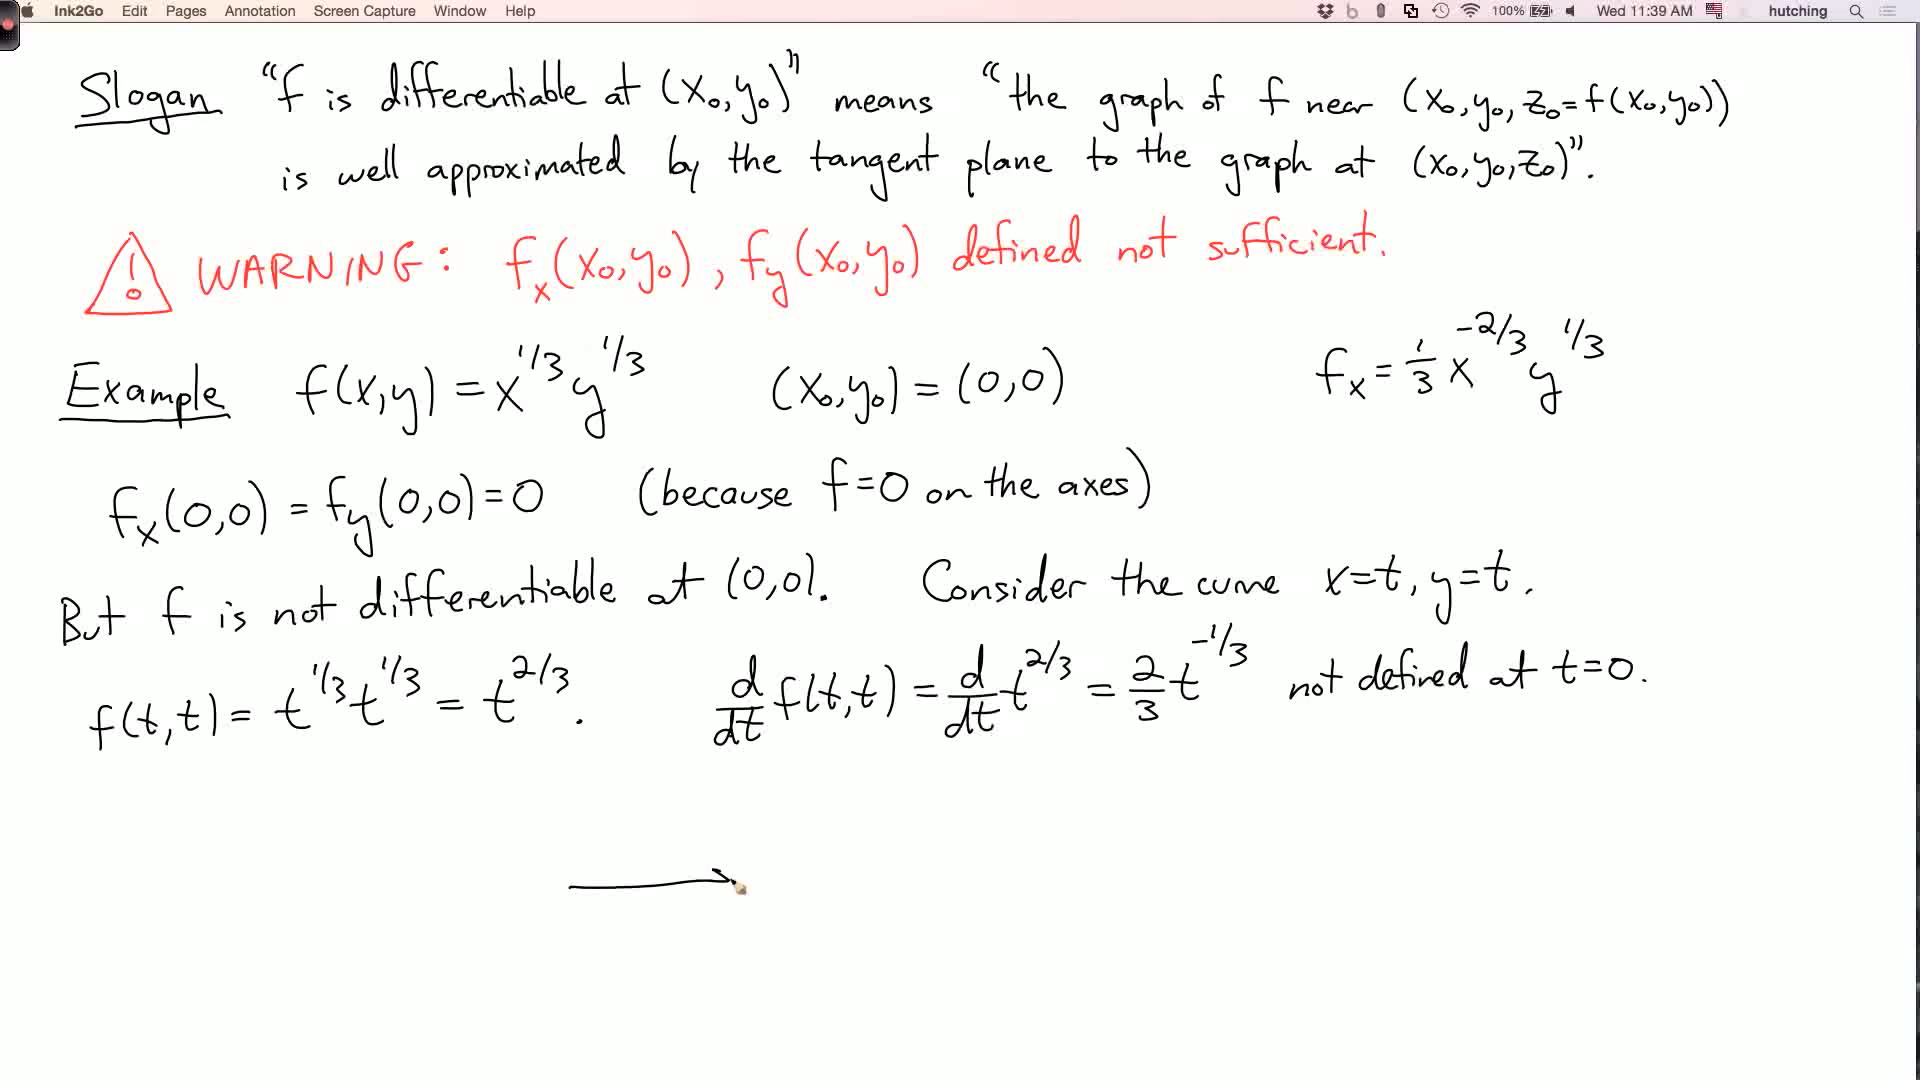 Ink2Go Edit Pages Annotation Screen Capture Window Help 100% Wed 11:39 AM hutching
Slogan "f is differentiable at (x₀,y₀)" means "the graph of f near (x₀,y₀,z₀=f(x₀,y₀))
is well approximated by the tangent plane to the graph at (x₀,y₀,z₀)".
! WARNING: fₓ(x₀,y₀), f_y(x₀,y₀) defined not sufficient.
Example f(x,y) = x^{1/3} y^{1/3} (x₀,y₀) = (0,0) fₓ = 1/3 x^{-2/3} y^{1/3}
fₓ(0,0) = f_y(0,0) = 0 (because f=0 on the axes)
But f is not differentiable at (0,0). Consider the curve x=t, y=t.
f(t,t) = t^{1/3} t^{1/3} = t^{2/3}. d/dt f(t,t) = d/dt t^{2/3} = 2/3 t^{-1/3} not defined at t=0.